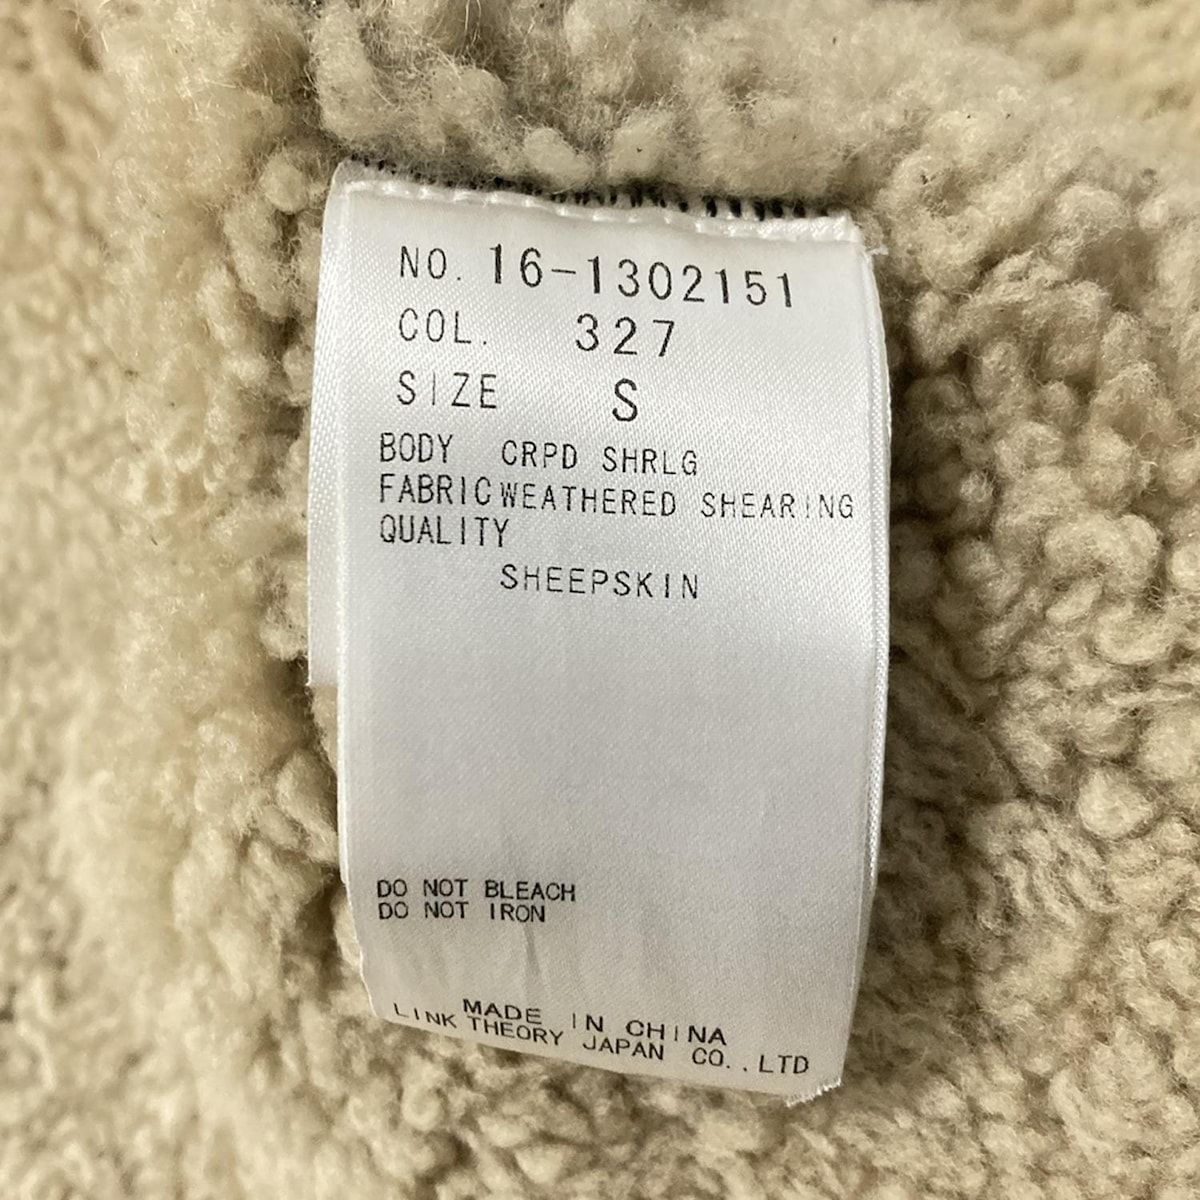 NO. 16-1302151
COL. 327
SIZE S
BODY CRPD SHRLG
FABRIC WEATHERED SHEARING
QUALITY
SHEEPSKIN
DO NOT BLEACH
DO NOT IRON
MADE IN CHINA
LINK THEORY JAPAN CO.,LTD